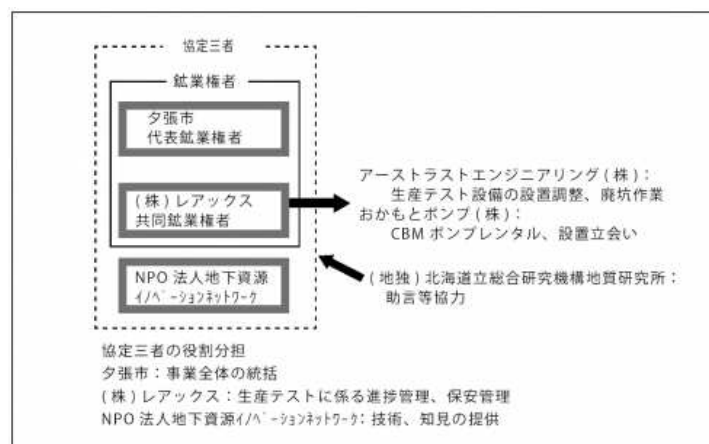 協定三者
鉱業権者
夕張市
代表鉱業権者
(株)レアックス
共同鉱業権者
NPO 法人地下資源
ｲﾉﾍﾞｰｼｮﾝﾈｯﾄﾜｰｸ
アーストラストエンジニアリング(株)：
生産テスト設備の設置調整、廃坑作業
おかもとポンプ(株)：
CBM ポンプレンタル、設置立会い
(地独)北海道立総合研究機構地質研究所：
助言等協力
協定三者の役割分担
夕張市：事業全体の統括
(株)レアックス：生産テストに係る進捗管理、保安管理
NPO 法人地下資源ｲﾉﾍﾞｰｼｮﾝﾈｯﾄﾜｰｸ：技術、知見の提供